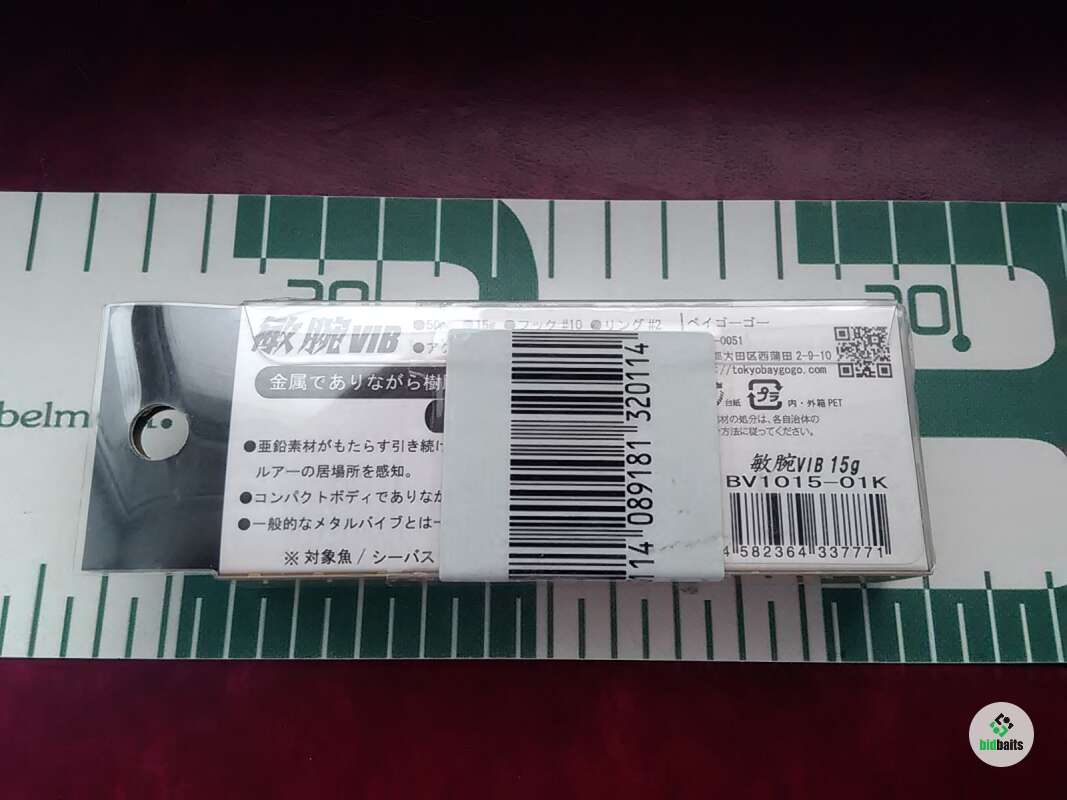 20
belm
敏腕VIB
●15g ●フック #10 ●リング #2
ベイゴーゴー
-0051
大田区西蒲田 2-9-10
//tokyobaygogo.com
台紙
プラ
内・外箱 PET
材の処分は、各自治体の
方法に従ってください。
金属でありながら樹
●亜鉛素材がもたらす引き続け
ルアーの居場所を感知。
●コンパクトボディでありなが
●一般的なメタルバイブとは一
※ 対象魚 / シーバス
114 089181 320114
敏腕VIB 15g
BV1015-01K
4 582364 337771
bidbaits